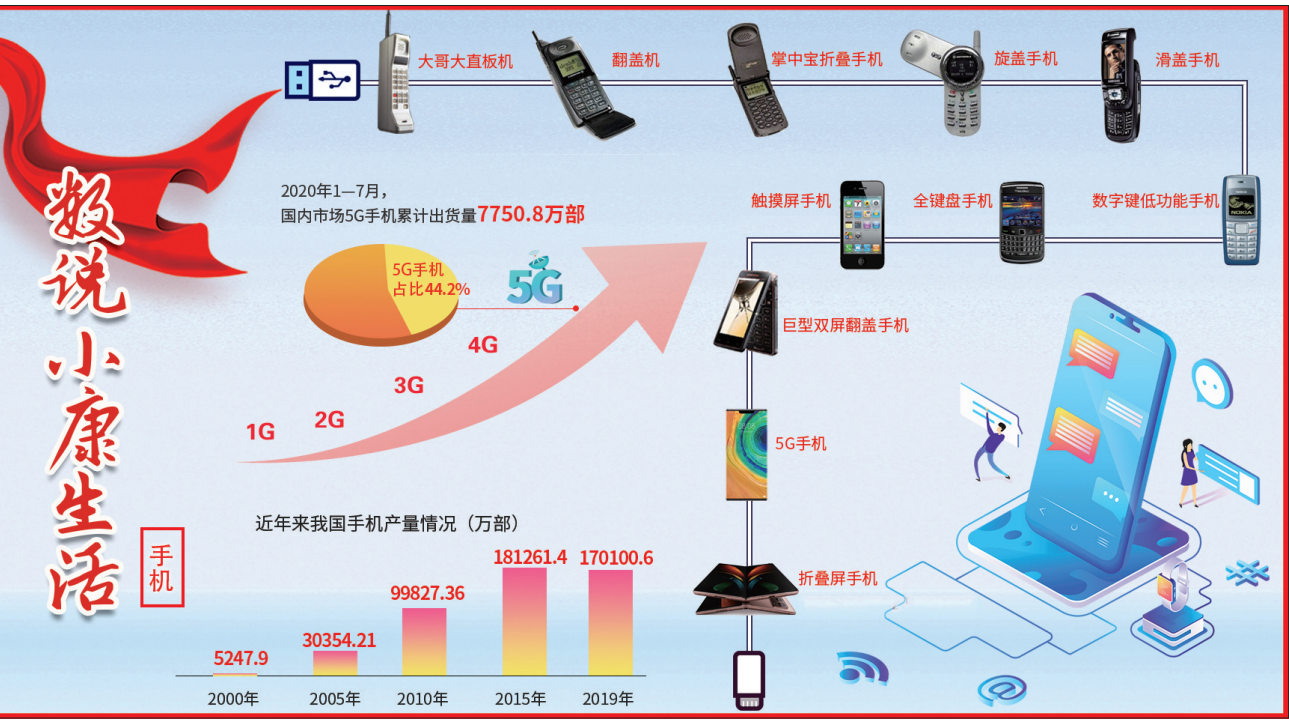 数说小康生活
手机
大哥大直板机
翻盖机
掌中宝折叠手机
旋盖手机
滑盖手机
数字键低功能手机
全键盘手机
触摸屏手机
巨型双屏翻盖手机
5G手机
折叠屏手机
2020年1—7月，
国内市场5G手机累计出货量7750.8万部
5G手机
占比44.2%
5G
4G
3G
2G
1G
近年来我国手机产量情况（万部）
5247.9
30354.21
99827.36
181261.4
170100.6
2000年
2005年
2010年
2015年
2019年
NOKIA
@